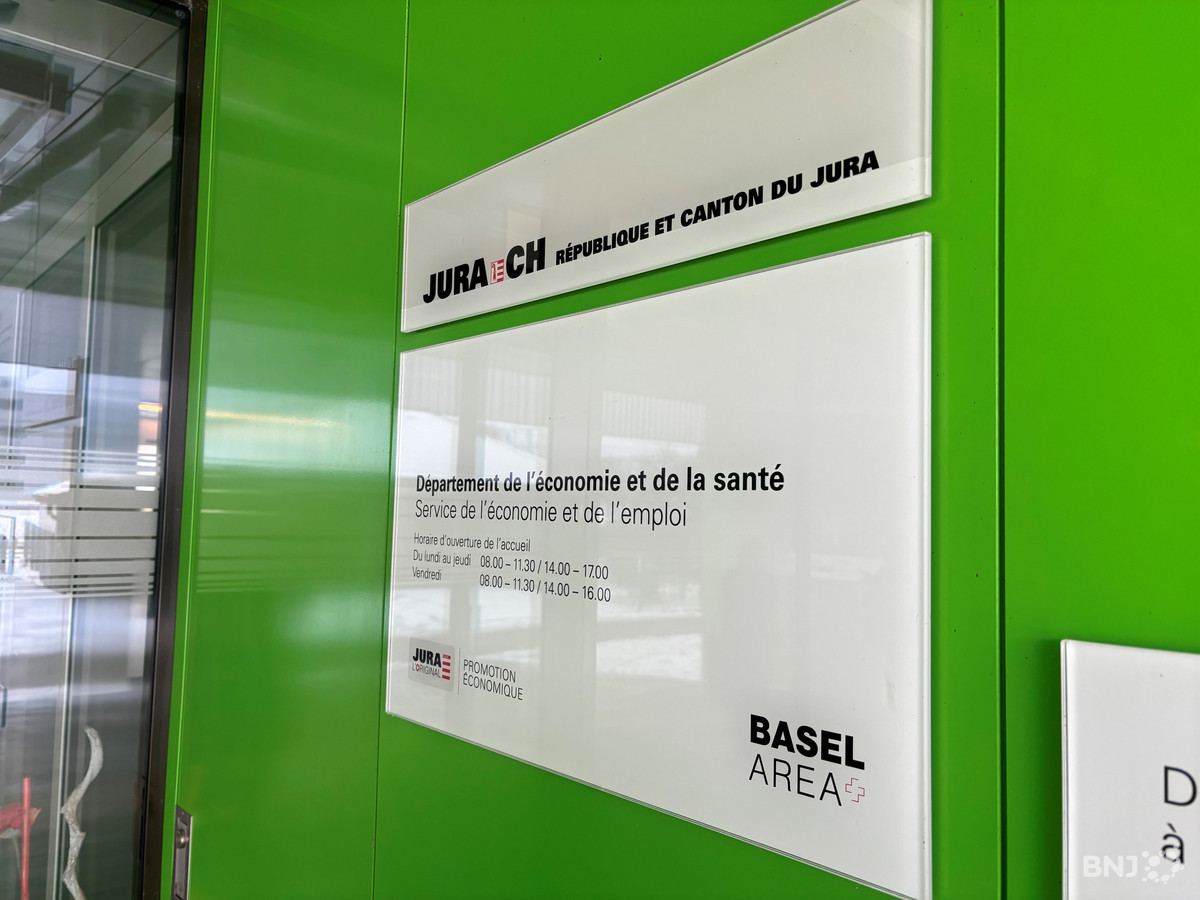 JURA CH RÉPUBLIQUE ET CANTON DU JURA
Département de l'économie et de la santé
Service de l'économie et de l'emploi
Horaire d'ouverture de l'accueil
Du lundi au jeudi 08.00 – 11.30 / 14.00 – 17.00
Vendredi 08.00 – 11.30 / 14.00 – 16.00
JURA
L'ORIGINAL
PROMOTION
ÉCONOMIQUE
BASEL
AREA
D
à
BNJ